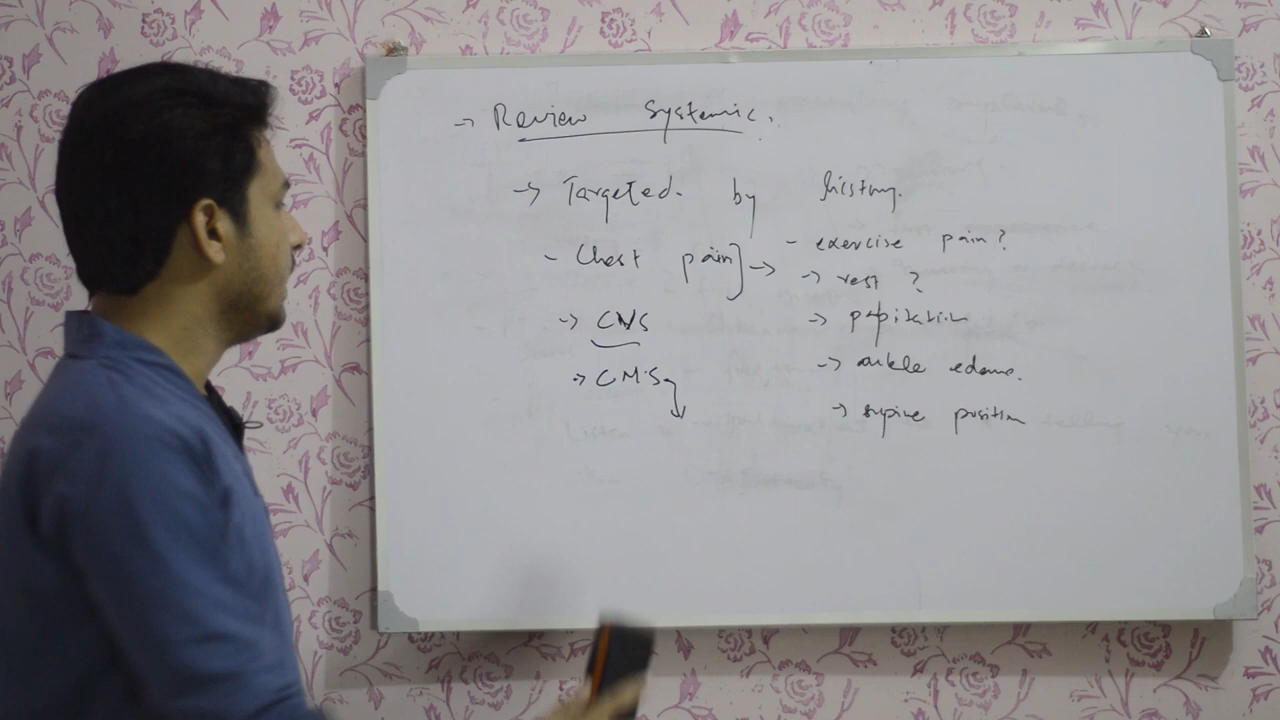 → Review Systemic.
→ Targeted. by history.
- Chest pain] → - exercise pain?
→ rest ?
→ CNS
→ palpitation
→ CMS
→ ankle edema.
→ supine position